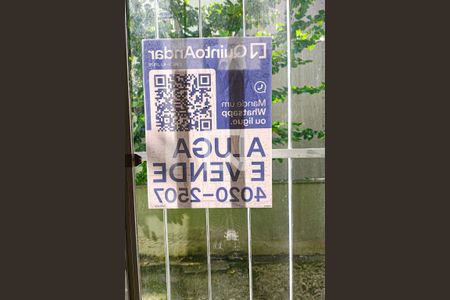 QuintoAndar
Mande um
Whatsapp
ou ligue.
ALUGA
E VENDE
4020-2507